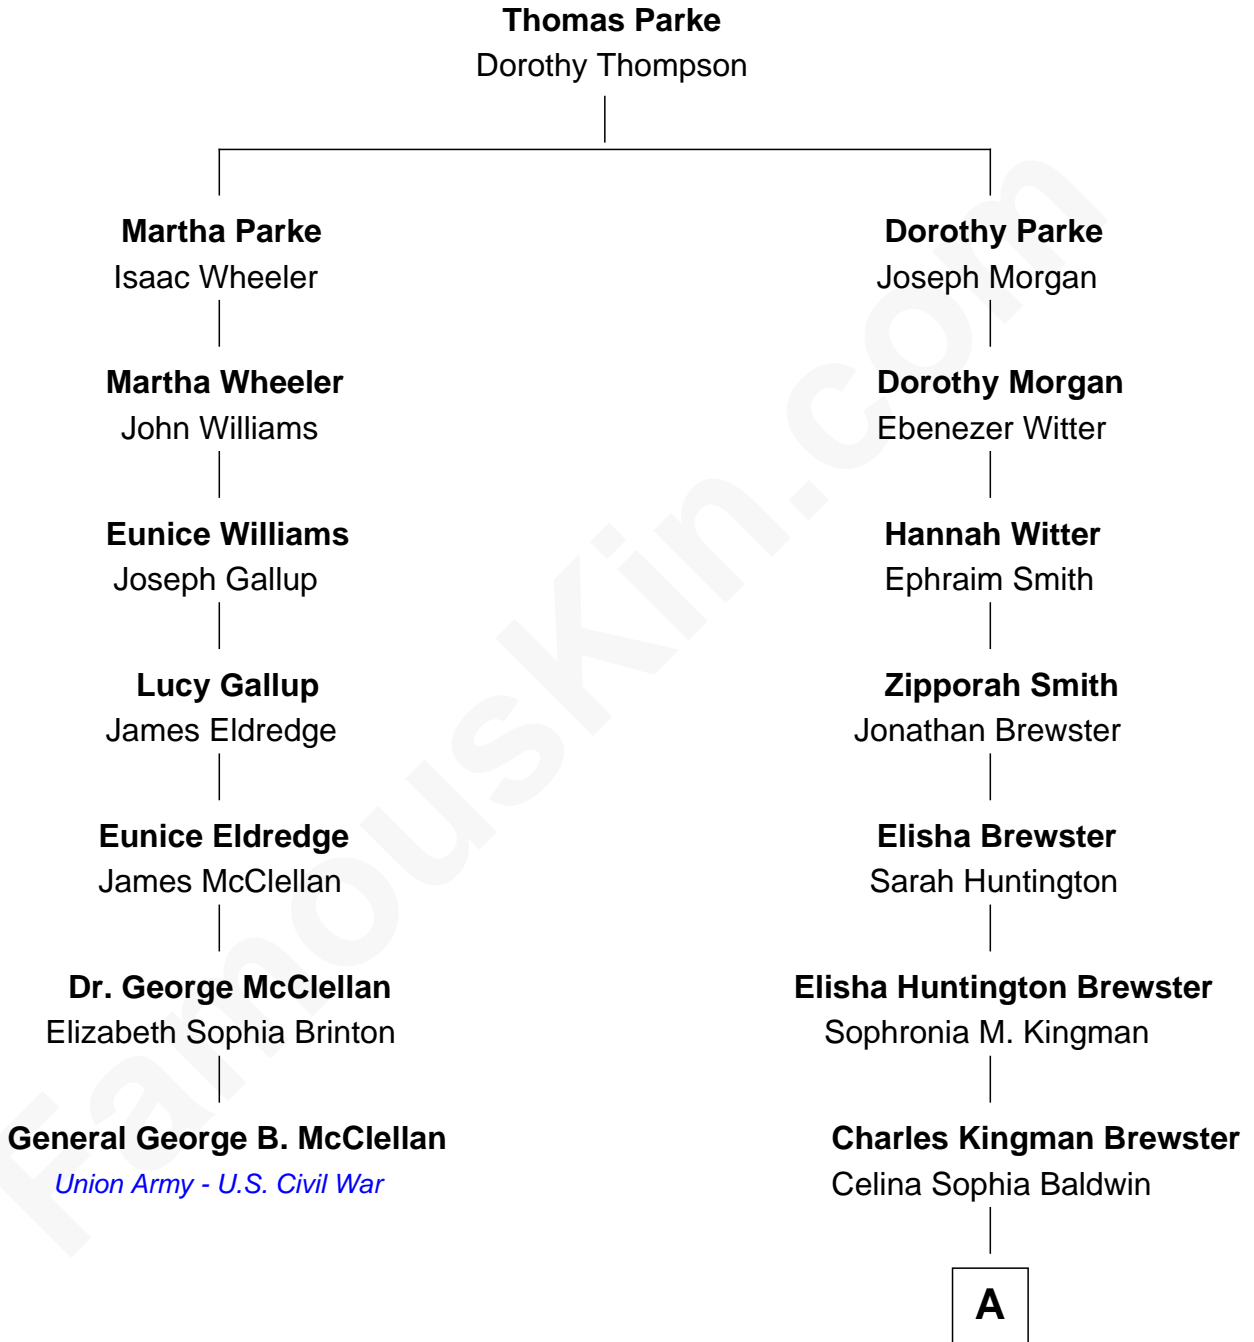 Thomas Parke
Dorothy Thompson
Martha Parke
Isaac Wheeler
Dorothy Parke
Joseph Morgan
Martha Wheeler
John Williams
Dorothy Morgan
Ebenezer Witter
Eunice Williams
Joseph Gallup
Hannah Witter
Ephraim Smith
Lucy Gallup
James Eldredge
Zipporah Smith
Jonathan Brewster
Eunice Eldredge
James McClellan
Elisha Brewster
Sarah Huntington
Dr. George McClellan
Elizabeth Sophia Brinton
Elisha Huntington Brewster
Sophronia M. Kingman
General George B. McClellan
Union Army - U.S. Civil War
Charles Kingman Brewster
Celina Sophia Baldwin
A
FamousKin.com